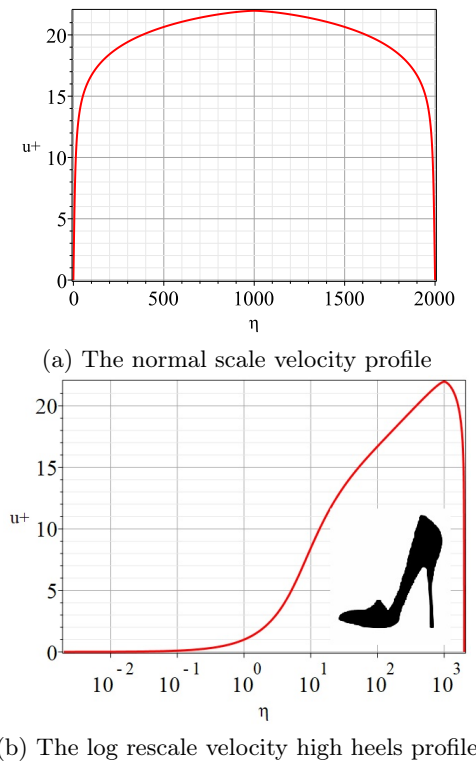 20
15
u+
10
5
0
0 500 1000 1500 2000
η
(a) The normal scale velocity profile
20
15
u+
10
5
0
10^-2 10^-1 10^0 10^1 10^2 10^3
η
(b) The log rescale velocity high heels profile